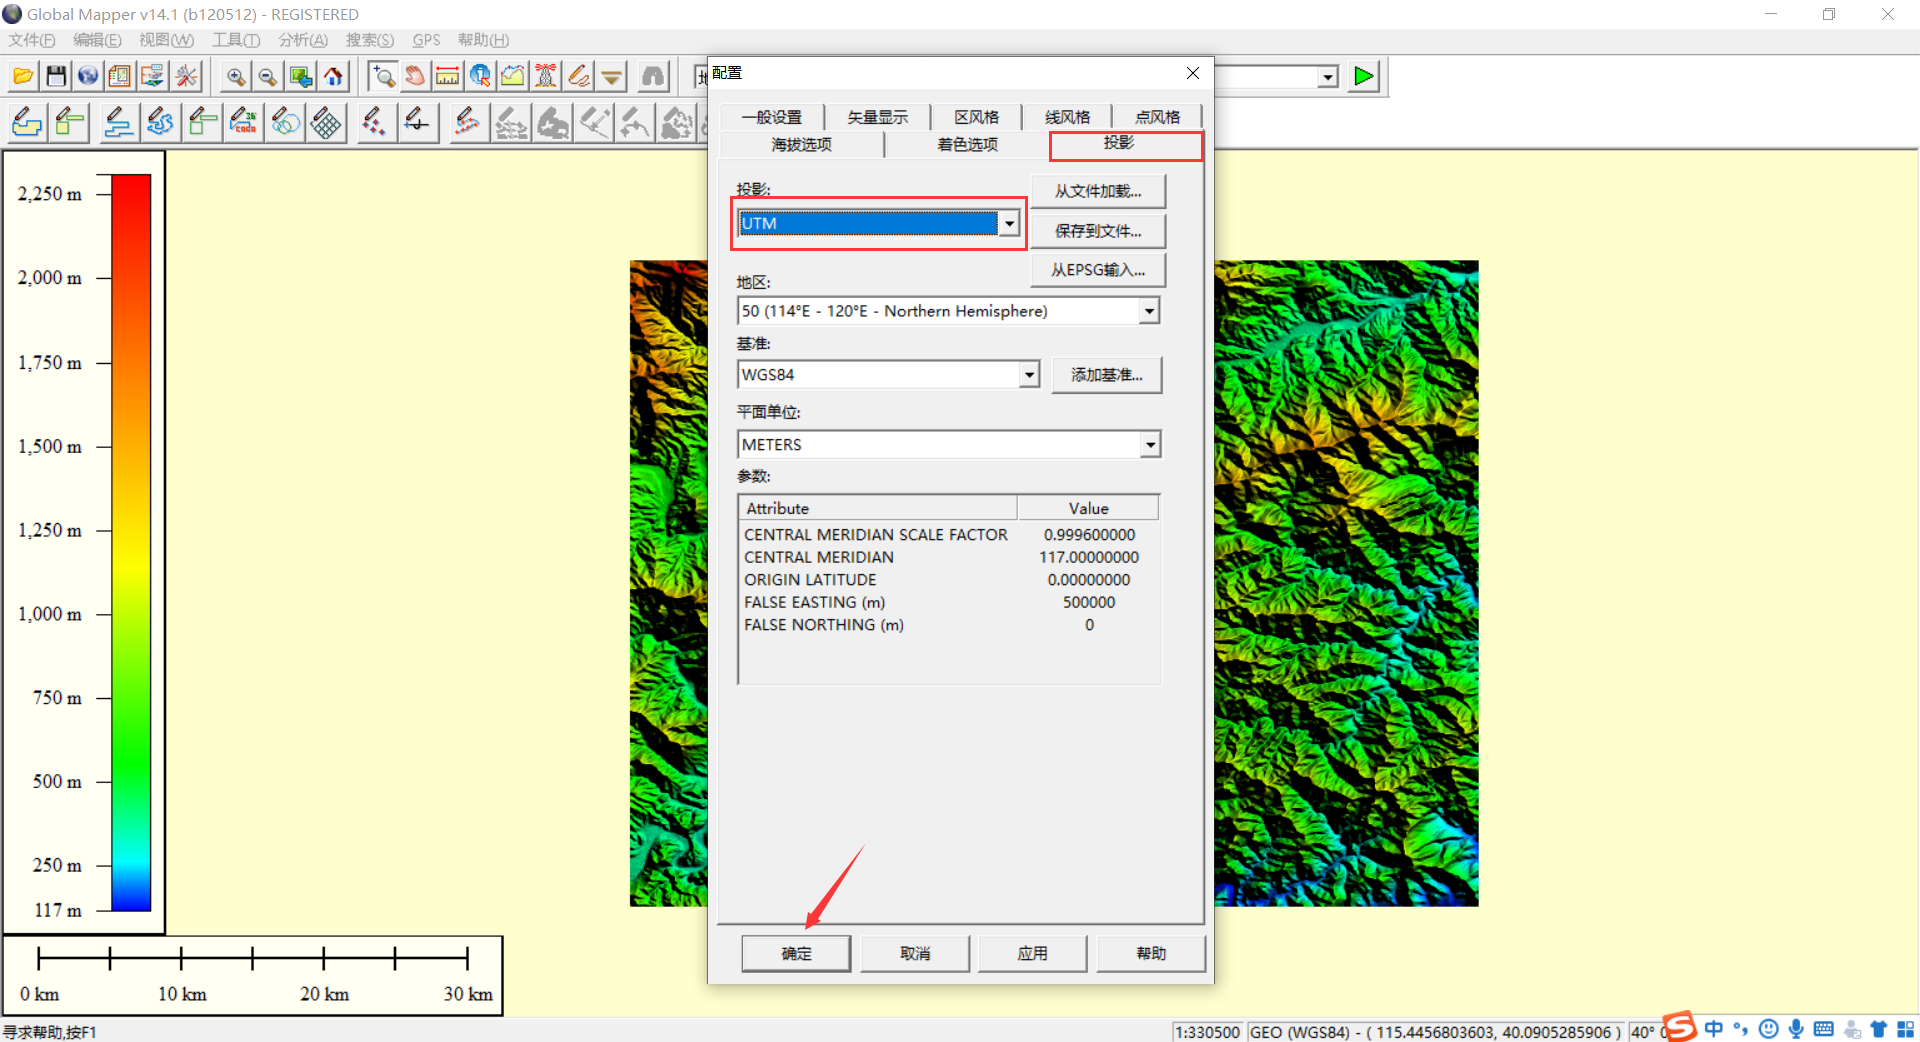 Global Mapper v14.1 (b120512) - REGISTERED
文件(F) 编辑(E) 视图(W) 工具(T) 分析(A) 搜索(S) GPS 帮助(H)
配置
一般设置 矢量显示 区风格 线风格 点风格
海拔选项 着色选项 投影
投影:
UTM
从文件加载...
保存到文件...
从EPSG输入...
地区:
50 (114°E - 120°E - Northern Hemisphere)
基准:
WGS84
添加基准...
平面单位:
METERS
参数:
Attribute Value
CENTRAL MERIDIAN SCALE FACTOR 0.999600000
CENTRAL MERIDIAN 117.00000000
ORIGIN LATITUDE 0.00000000
FALSE EASTING (m) 500000
FALSE NORTHING (m) 0
确定 取消 应用 帮助
2,250 m
2,000 m
1,750 m
1,500 m
1,250 m
1,000 m
750 m
500 m
250 m
117 m
0 km 10 km 20 km 30 km
寻求帮助,按F1
1:330500 GEO (WGS84) - ( 115.4456803603, 40.0905285906 ) 40°
S 中